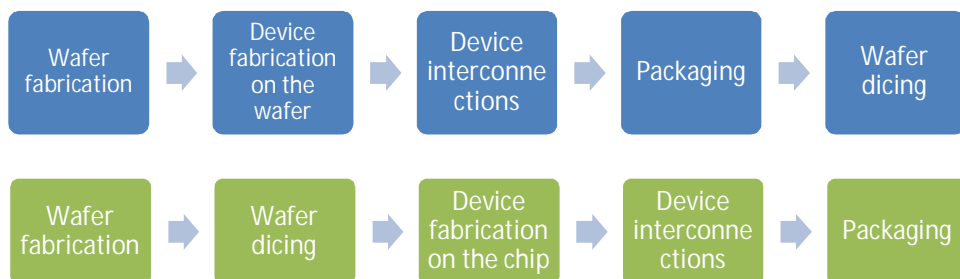 Wafer
fabrication
Device
fabrication
on the
wafer
Device
interconne
ctions
Packaging
Wafer
dicing
Wafer
fabrication
Wafer
dicing
Device
fabrication
on the chip
Device
interconne
ctions
Packaging